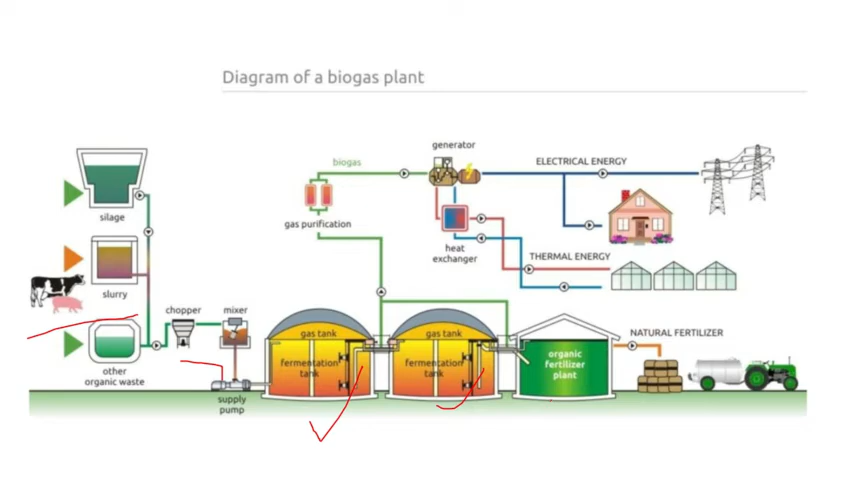 Diagram of a biogas plant
generator
biogas
ELECTRICAL ENERGY
silage
gas purification
heat
exchanger
THERMAL ENERGY
slurry
chopper
mixer
gas tank
gas tank
NATURAL FERTILIZER
fermentation
tank
fermentation
tank
organic
fertilizer
plant
other
organic waste
supply
pump